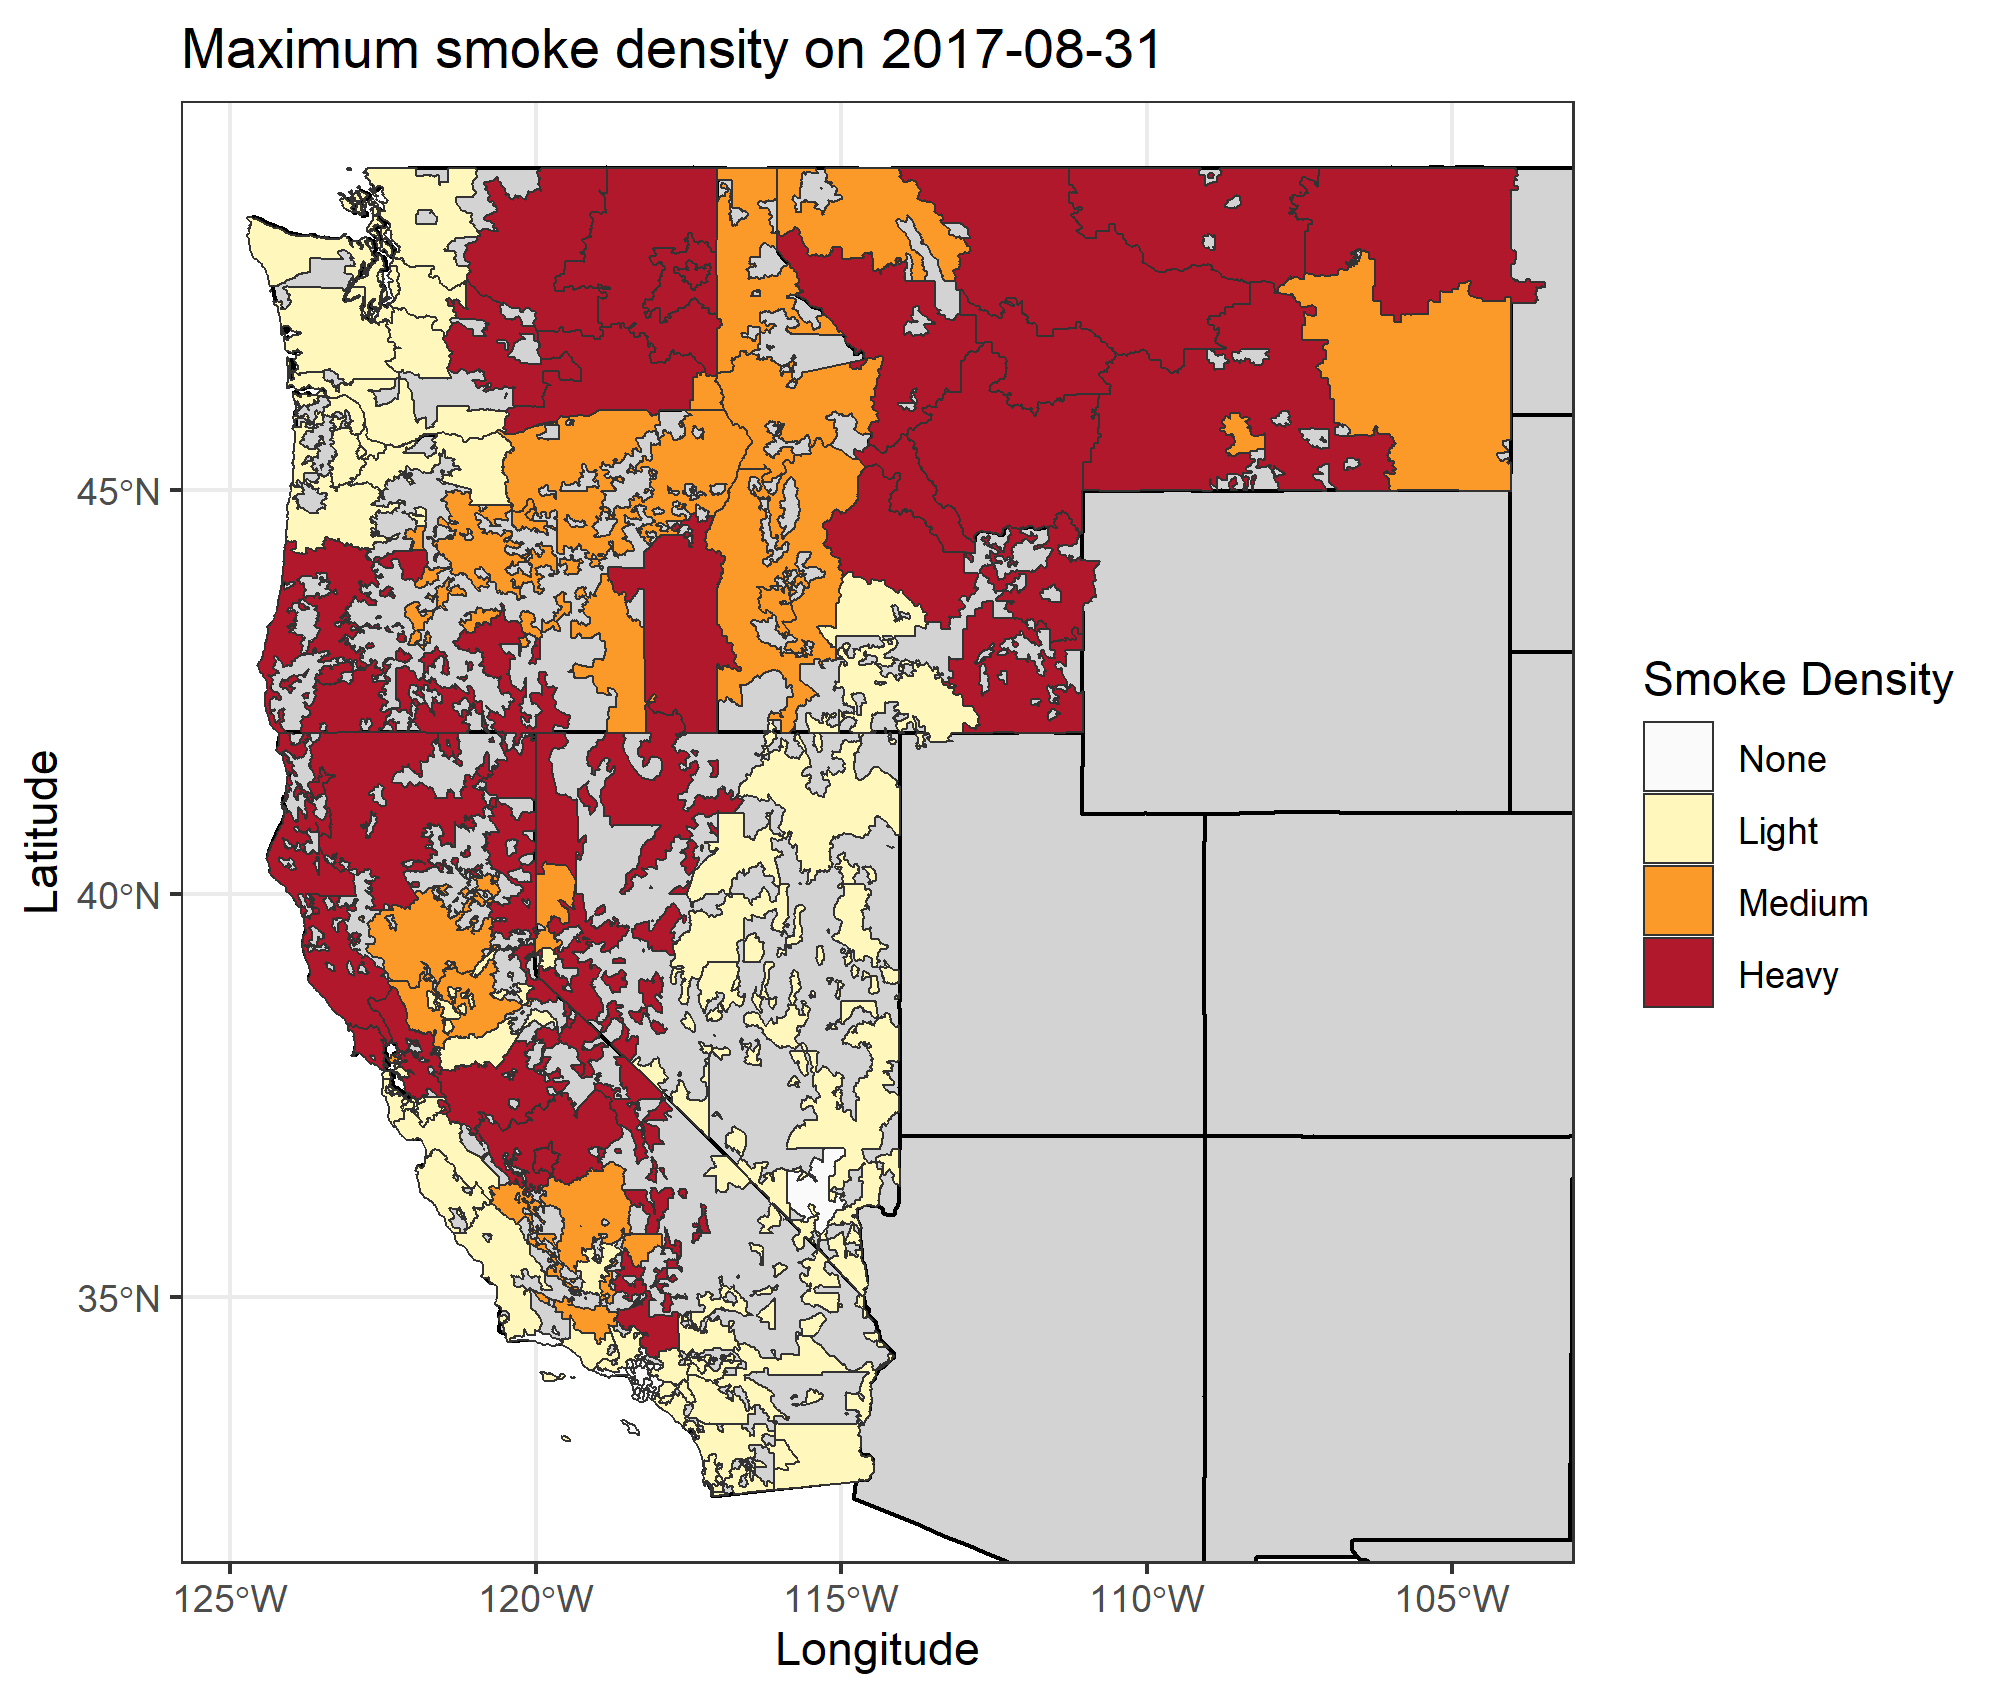 Maximum smoke density on 2017-08-31
45°N
40°N
35°N
Latitude
125°W 120°W 115°W 110°W 105°W
Longitude
Smoke Density
None
Light
Medium
Heavy